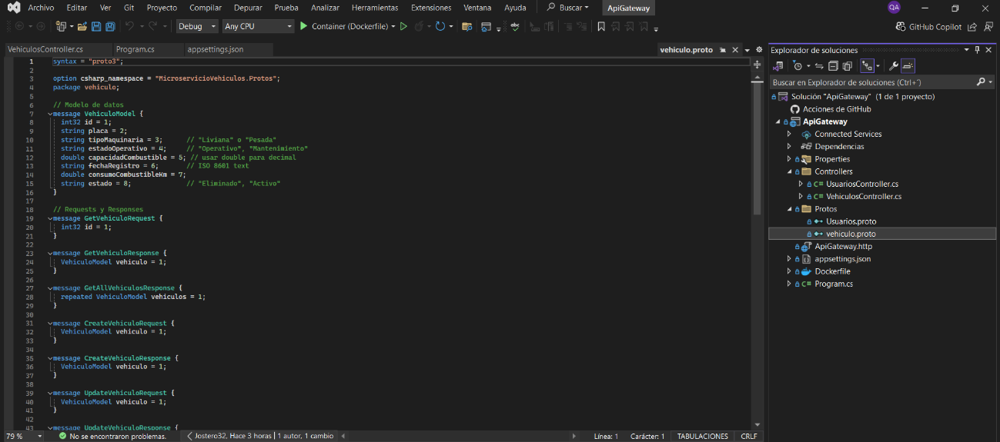 Archivo Editar Ver Git Proyecto Compilar Depurar Prueba Analizar Herramientas Extensiones Ventana Ayuda Buscar ApiGateway QA
Debug Any CPU Container (Dockerfile) abc GitHub Copilot
VehiculosController.cs Program.cs appsettings.json vehiculo.proto
1 syntax = "proto3";
2
3 option csharp_namespace = "MicroservicioVehiculos.Protos";
4 package vehiculo;
5
6 // Modelo de datos
7 message VehiculoModel {
8 int32 id = 1;
9 string placa = 2;
10 string tipoMaquinaria = 3; // "Liviana" o "Pesada"
11 string estadoOperativo = 4; // "Operativo", "Mantenimiento"
12 double capacidadCombustible = 5; // usar double para decimal
13 string fechaRegistro = 6; // ISO 8601 text
14 double consumoCombustibleKm = 7;
15 string estado = 8; // "Eliminado", "Activo"
16 }
17
18 // Requests y Responses
19 message GetVehiculoRequest {
20 int32 id = 1;
21 }
22
23 message GetVehiculoResponse {
24 VehiculoModel vehiculo = 1;
25 }
26
27 message GetAllVehiculosResponse {
28 repeated VehiculoModel vehiculos = 1;
29 }
30
31 message CreateVehiculoRequest {
32 VehiculoModel vehiculo = 1;
33 }
34
35 message CreateVehiculoResponse {
36 VehiculoModel vehiculo = 1;
37 }
38
39 message UpdateVehiculoRequest {
40 VehiculoModel vehiculo = 1;
41 }
42
43 message UpdateVehiculoResponse {
79 % No se encontraron problemas. Jostero32, Hace 3 horas | 1 autor, 1 cambio Línea: 1 Carácter: 1 TABULACIONES CRLF
Explorador de soluciones
Buscar en Explorador de soluciones (Ctrl+´)
Solución "ApiGateway" (1 de 1 proyecto)
Acciones de GitHub
ApiGateway
Connected Services
Dependencias
Properties
Controllers
C# UsuariosController.cs
C# VehiculosController.cs
Protos
Usuarios.proto
vehiculo.proto
ApiGateway.http
appsettings.json
Dockerfile
C# Program.cs